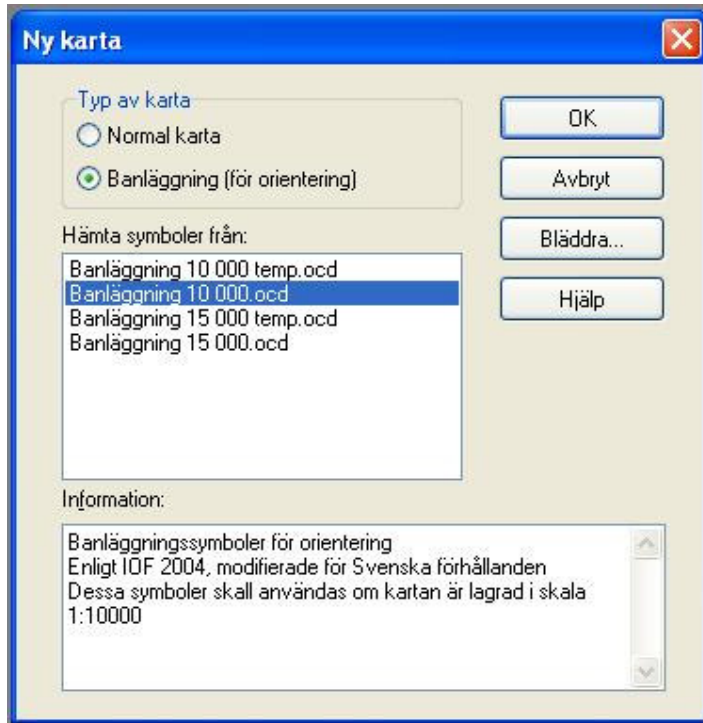 Ny karta
Typ av karta
Normal karta
Banläggning (för orientering)
OK
Avbryt
Bläddra...
Hjälp
Hämta symboler från:
Banläggning 10 000 temp.ocd
Banläggning 10 000.ocd
Banläggning 15 000 temp.ocd
Banläggning 15 000.ocd
Information:
Banläggningssymboler för orientering
Enligt IOF 2004, modifierade för Svenska förhållanden
Dessa symboler skall användas om kartan är lagrad i skala
1:10000